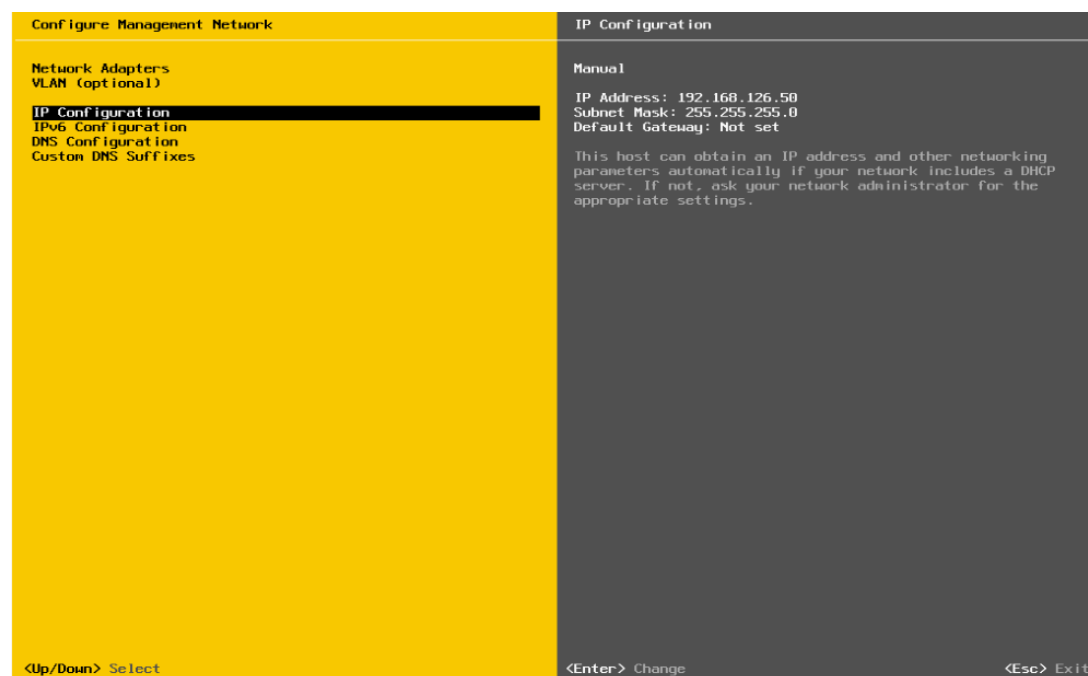 Configure Management Network
Network Adapters
VLAN (optional)
IP Configuration
IPv6 Configuration
DNS Configuration
Custom DNS Suffixes
<Up/Down> Select
IP Configuration
Manual
IP Address: 192.168.126.50
Subnet Mask: 255.255.255.0
Default Gateway: Not set
This host can obtain an IP address and other networking
parameters automatically if your network includes a DHCP
server. If not, ask your network administrator for the
appropriate settings.
<Enter> Change
<Esc> Exit